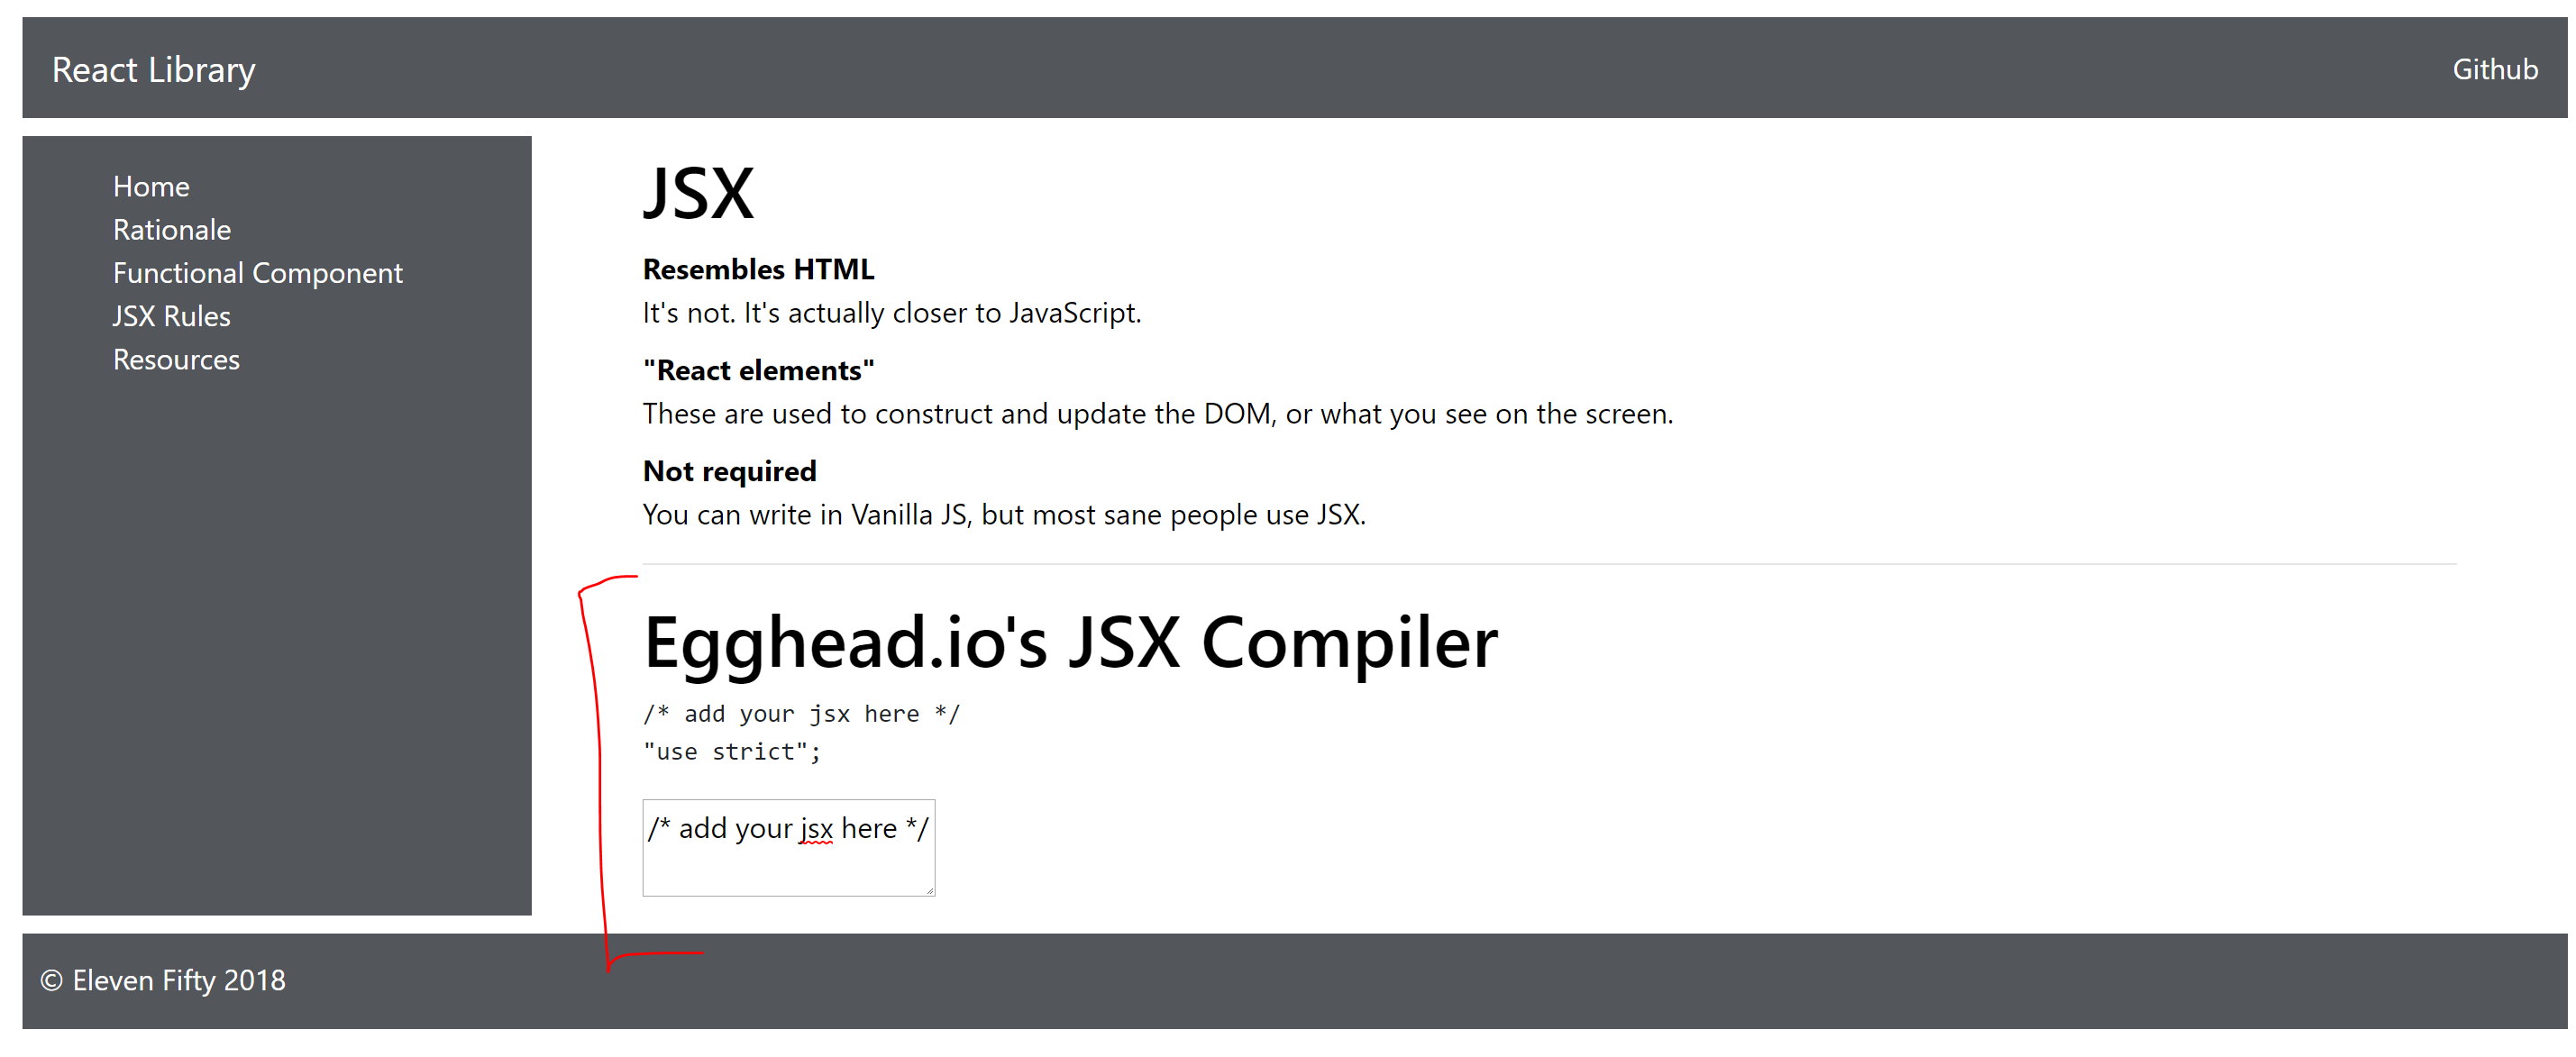 React Library
Github
Home
Rationale
Functional Component
JSX Rules
Resources
JSX
Resembles HTML
It's not. It's actually closer to JavaScript.
"React elements"
These are used to construct and update the DOM, or what you see on the screen.
Not required
You can write in Vanilla JS, but most sane people use JSX.
Egghead.io's JSX Compiler
/* add your jsx here */
"use strict";
/* add your jsx here */
© Eleven Fifty 2018